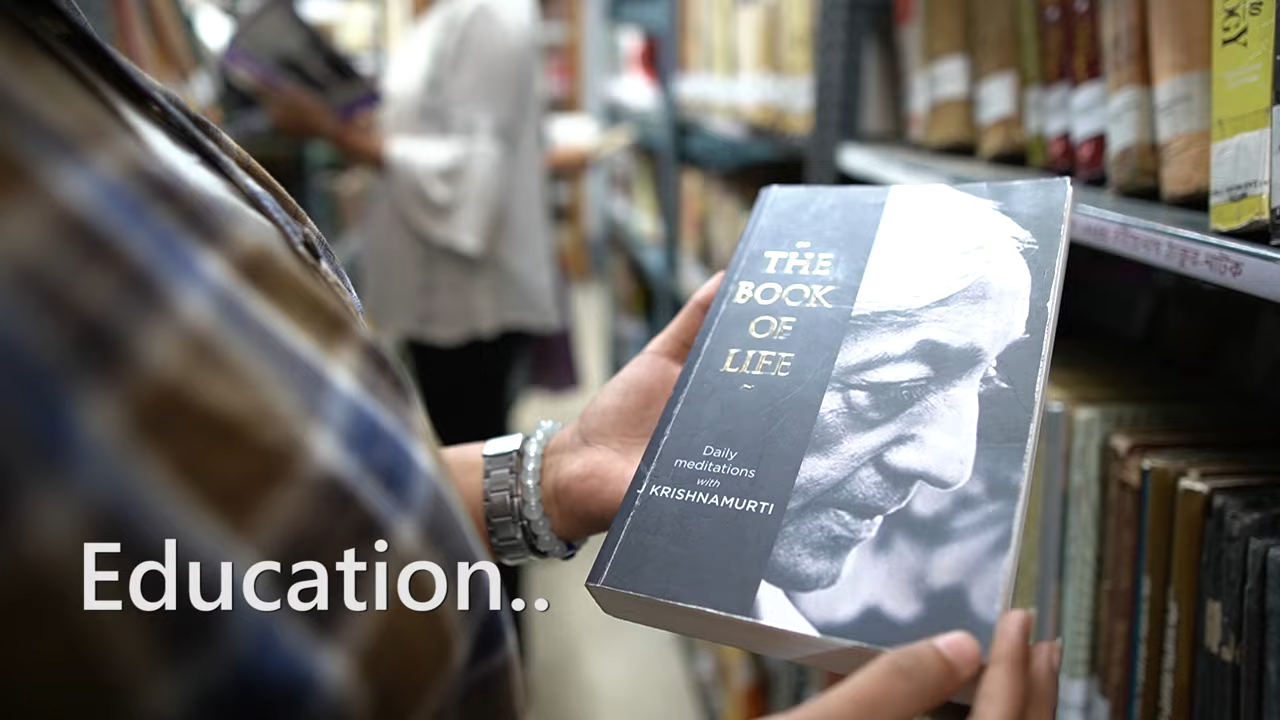 THE
BOOK
OF
LIFE
Daily
meditations
with
KRISHNAMURTI
Education..